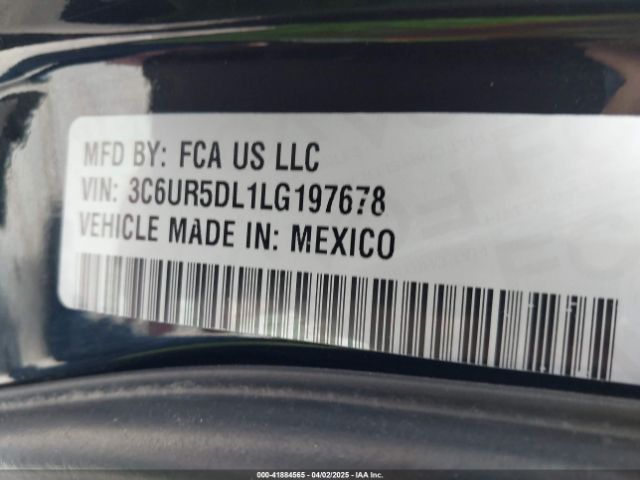 MFD BY: FCA US LLC
VIN: 3C6UR5DL1LG197678
VEHICLE MADE IN: MEXICO
000-41884565 | 04/02/2025 | IAA Inc.